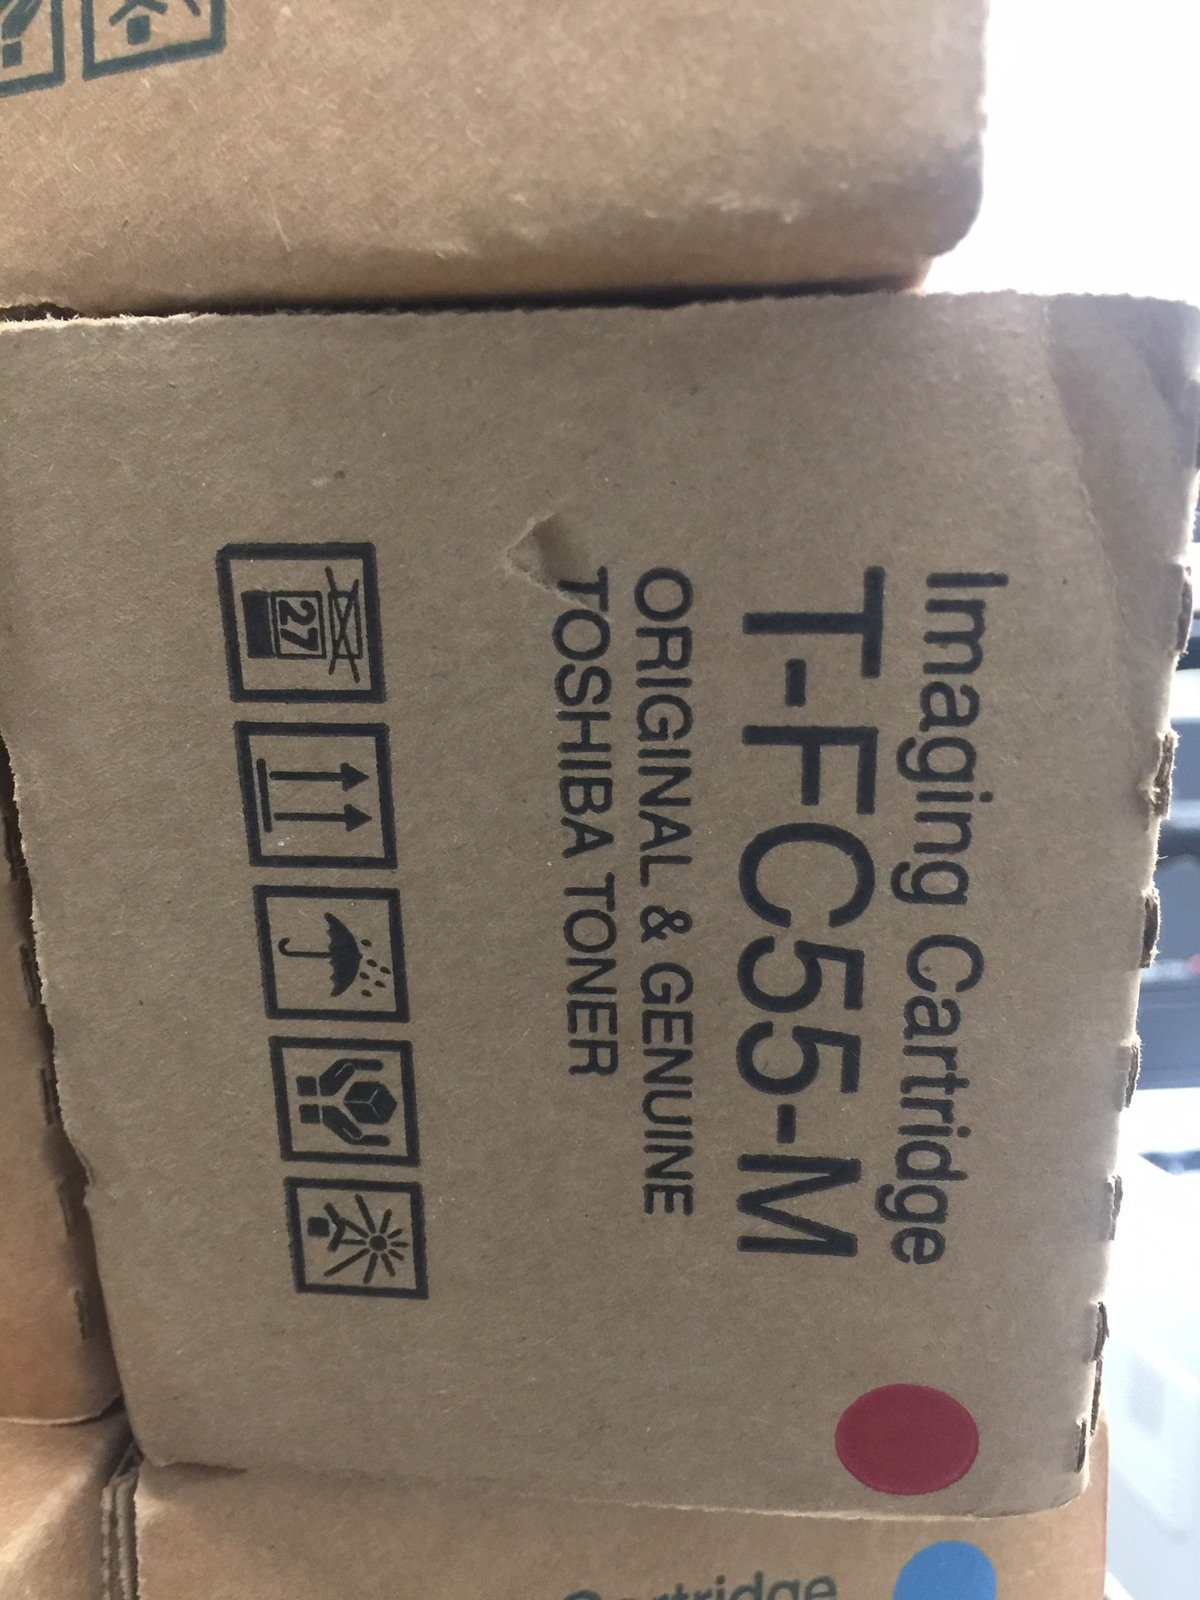 Imaging Cartridge
T-FC55-M
ORIGINAL & GENUINE
TOSHIBA TONER
27
Cartridge